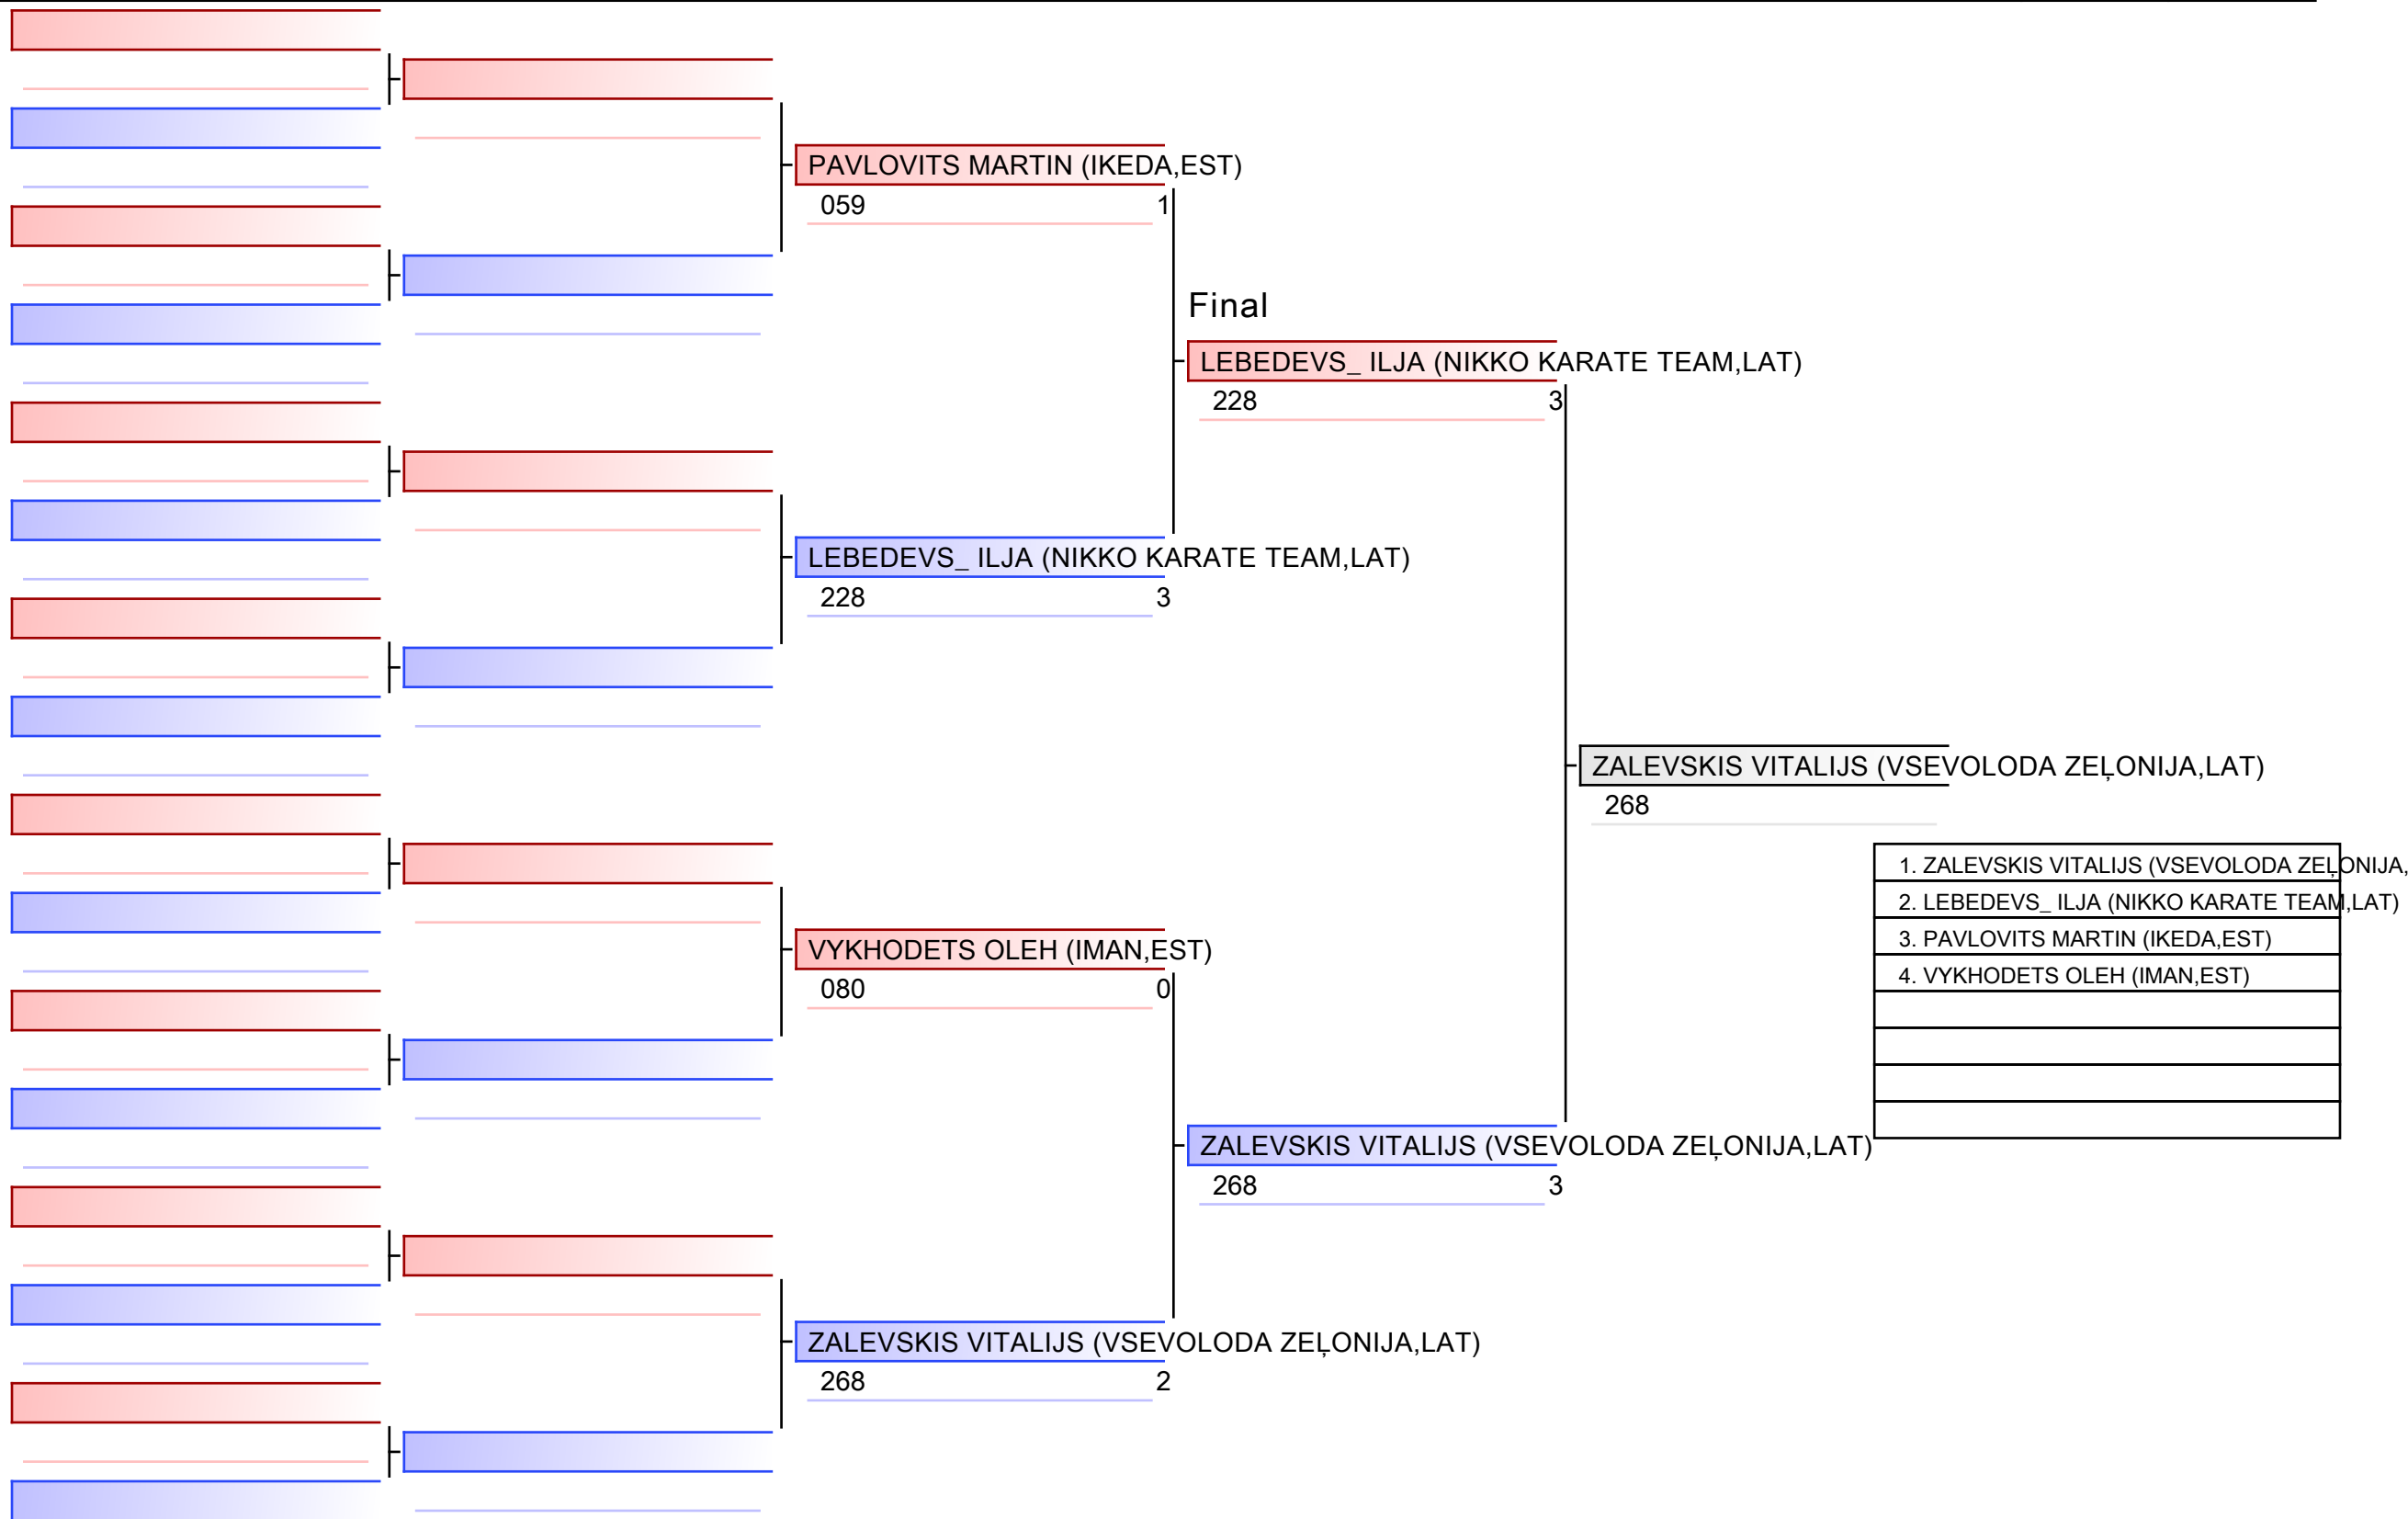 PAVLOVITS MARTIN (IKEDA,EST)
059 1
Final
LEBEDEVS_ ILJA (NIKKO KARATE TEAM,LAT)
228 3
LEBEDEVS_ ILJA (NIKKO KARATE TEAM,LAT)
228 3
ZALEVSKIS VITALIJS (VSEVOLODA ZEĻONIJA,LAT)
268
1. ZALEVSKIS VITALIJS (VSEVOLODA ZEĻONIJA,
2. LEBEDEVS_ ILJA (NIKKO KARATE TEAM,LAT)
3. PAVLOVITS MARTIN (IKEDA,EST)
4. VYKHODETS OLEH (IMAN,EST)
VYKHODETS OLEH (IMAN,EST)
080 0
ZALEVSKIS VITALIJS (VSEVOLODA ZEĻONIJA,LAT)
268 3
ZALEVSKIS VITALIJS (VSEVOLODA ZEĻONIJA,LAT)
268 2